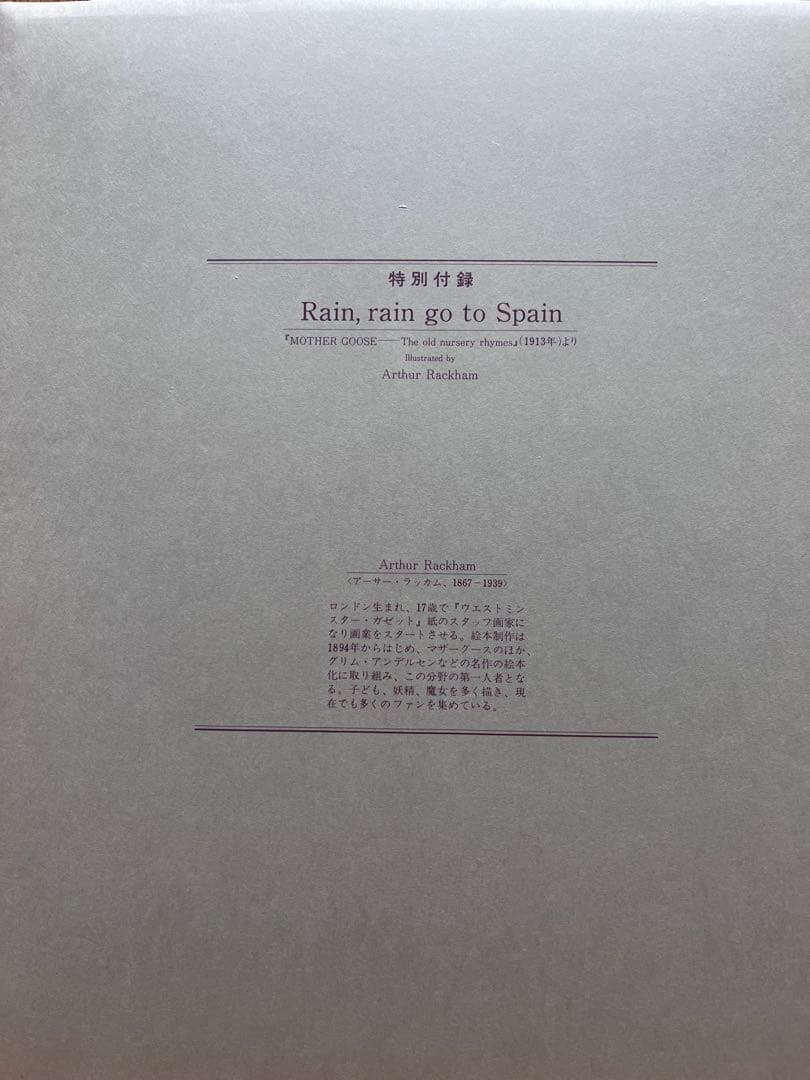 特別付録
Rain, rain go to Spain
『MOTHER GOOSE── The old nursery rhymes』(1913年)より
Illustrated by
Arthur Rackham
Arthur Rackham
〈アーサー・ラッカム、1867−1939〉
ロンドン生まれ、17歳で『ウエストミン
スター・ガゼット』紙のスタッフ画家に
なり画業をスタートさせる。絵本制作は
1894年からはじめ、マザーグースのほか、
グリム・アンデルセンなどの名作の絵本
化に取り組み、この分野の第一人者とな
る。子ども、妖精、魔女を多く描き、現
在でも多くのファンを集めている。